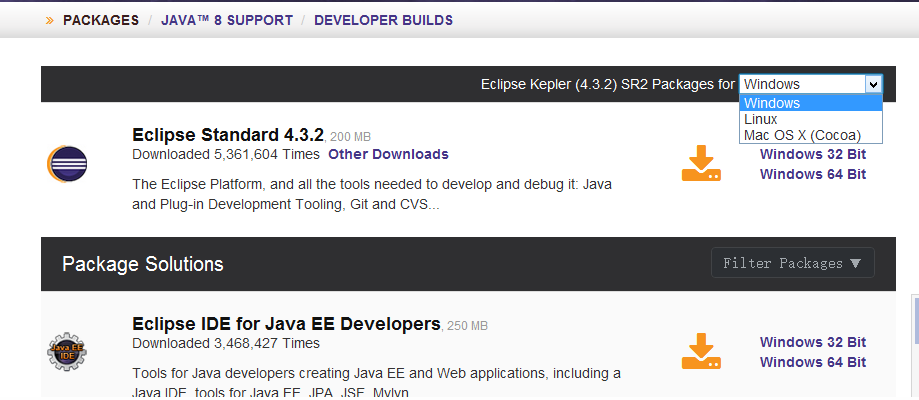 » PACKAGES / JAVA™ 8 SUPPORT / DEVELOPER BUILDS
Eclipse Kepler (4.3.2) SR2 Packages for Windows
Windows
Linux
Mac OS X (Cocoa)
Eclipse Standard 4.3.2, 200 MB
Downloaded 5,361,604 Times Other Downloads
The Eclipse Platform, and all the tools needed to develop and debug it: Java
and Plug-in Development Tooling, Git and CVS...
Windows 32 Bit
Windows 64 Bit
Package Solutions
Filter Packages ▼
Eclipse IDE for Java EE Developers, 250 MB
Downloaded 3,468,427 Times
Java EE
IDE
Tools for Java developers creating Java EE and Web applications, including a
Java IDE, tools for Java EE, JPA, JSF, Mylyn
Windows 32 Bit
Windows 64 Bit